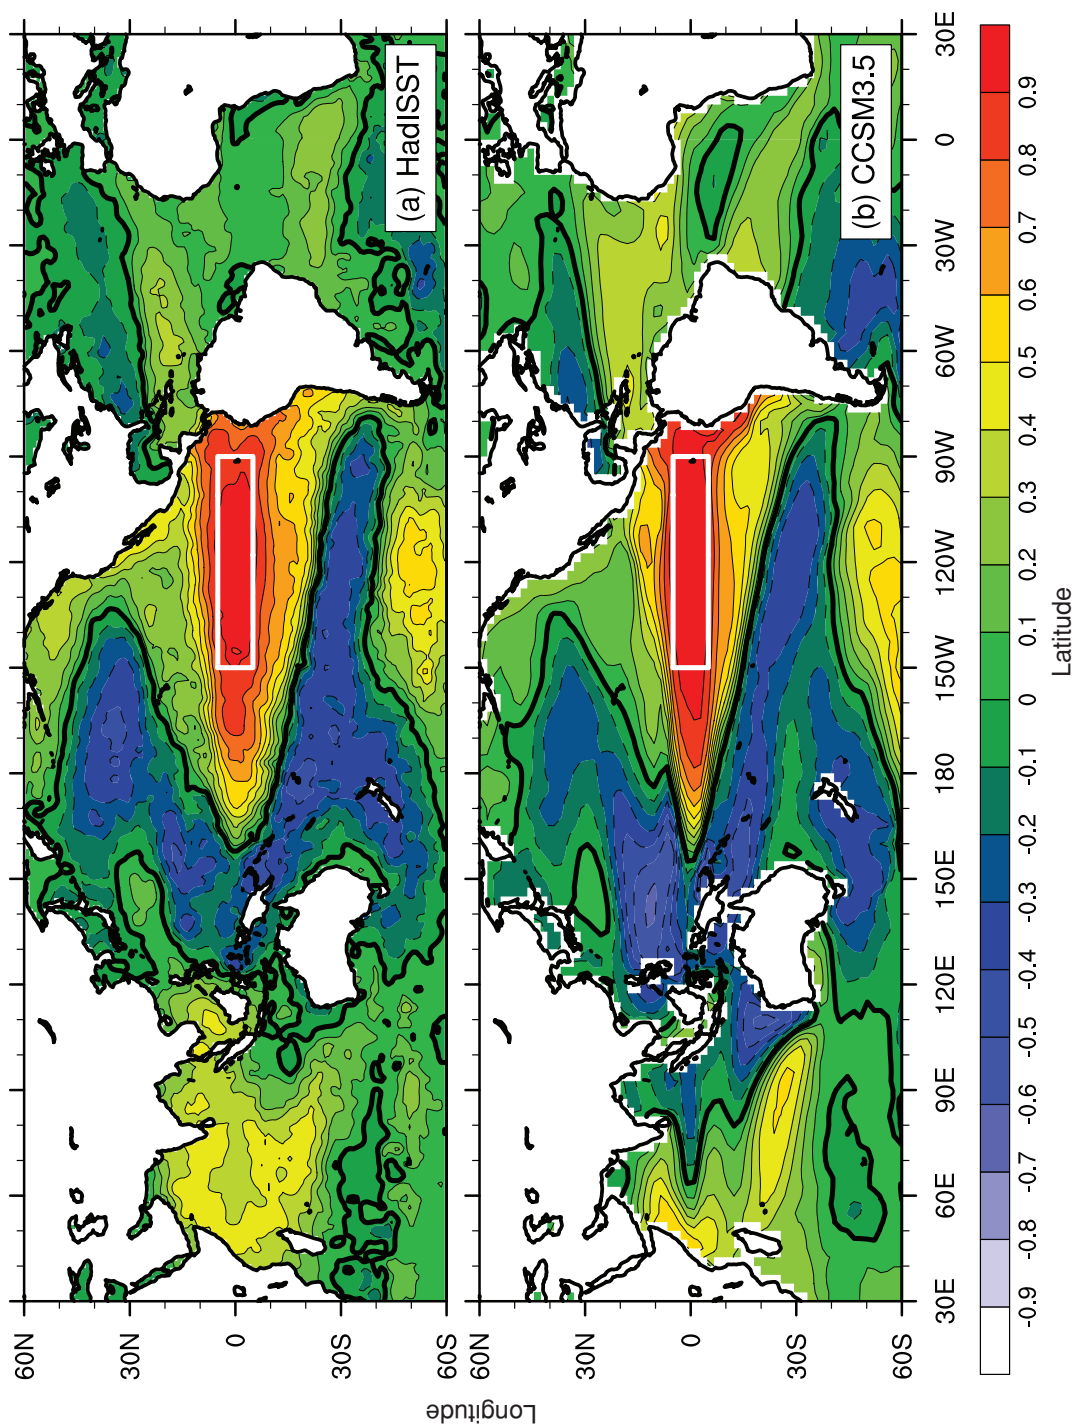 (a) HadISST
60N
30N
0
30S
60S
(b) CCSM3.5
60N
30N
0
30S
60S
30E
60E
90E
120E
150E
180
150W
120W
90W
60W
30W
0
30E
Longitude
Latitude
-0.9
-0.8
-0.7
-0.6
-0.5
-0.4
-0.3
-0.2
-0.1
0
0.1
0.2
0.3
0.4
0.5
0.6
0.7
0.8
0.9